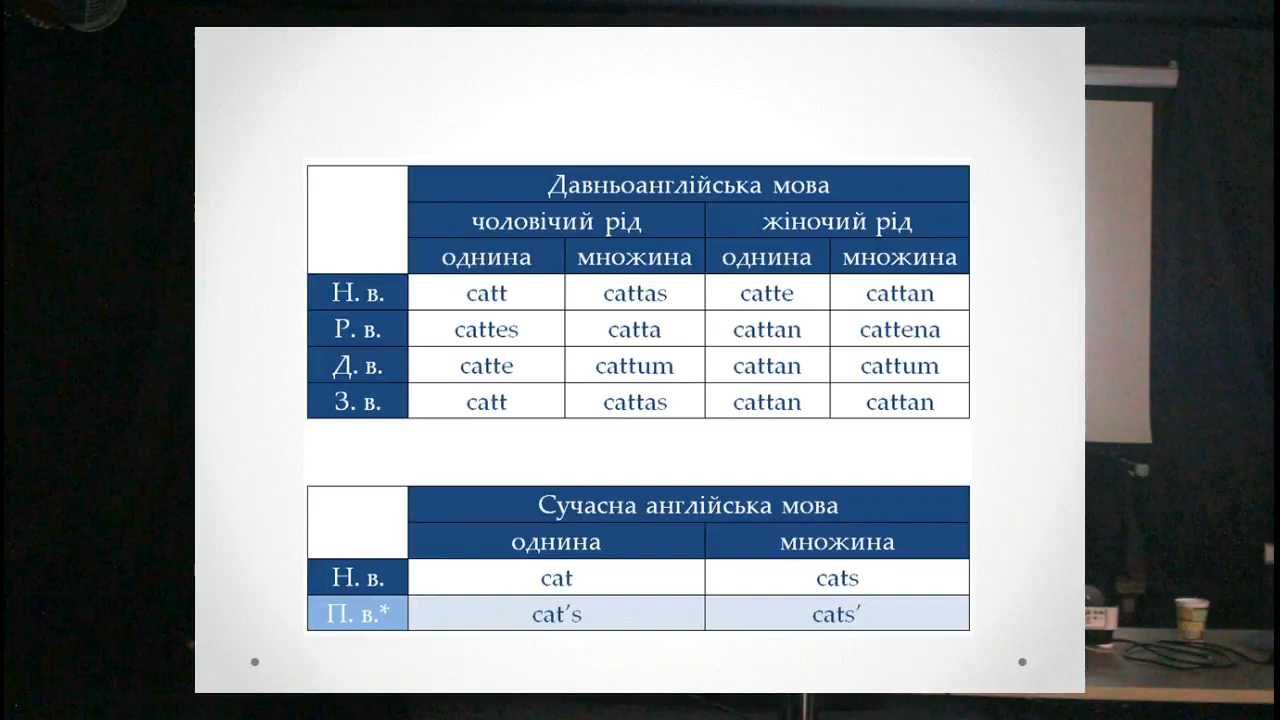 Давньоанглійська мова
чоловічий рід жіночий рід
однина множина однина множина
Н. в. catt cattas catte cattan
Р. в. cattes catta cattan cattena
Д. в. catte cattum cattan cattum
З. в. catt cattas cattan cattan
Сучасна англійська мова
однина множина
Н. в. cat cats
П. в.* cat’s cats’